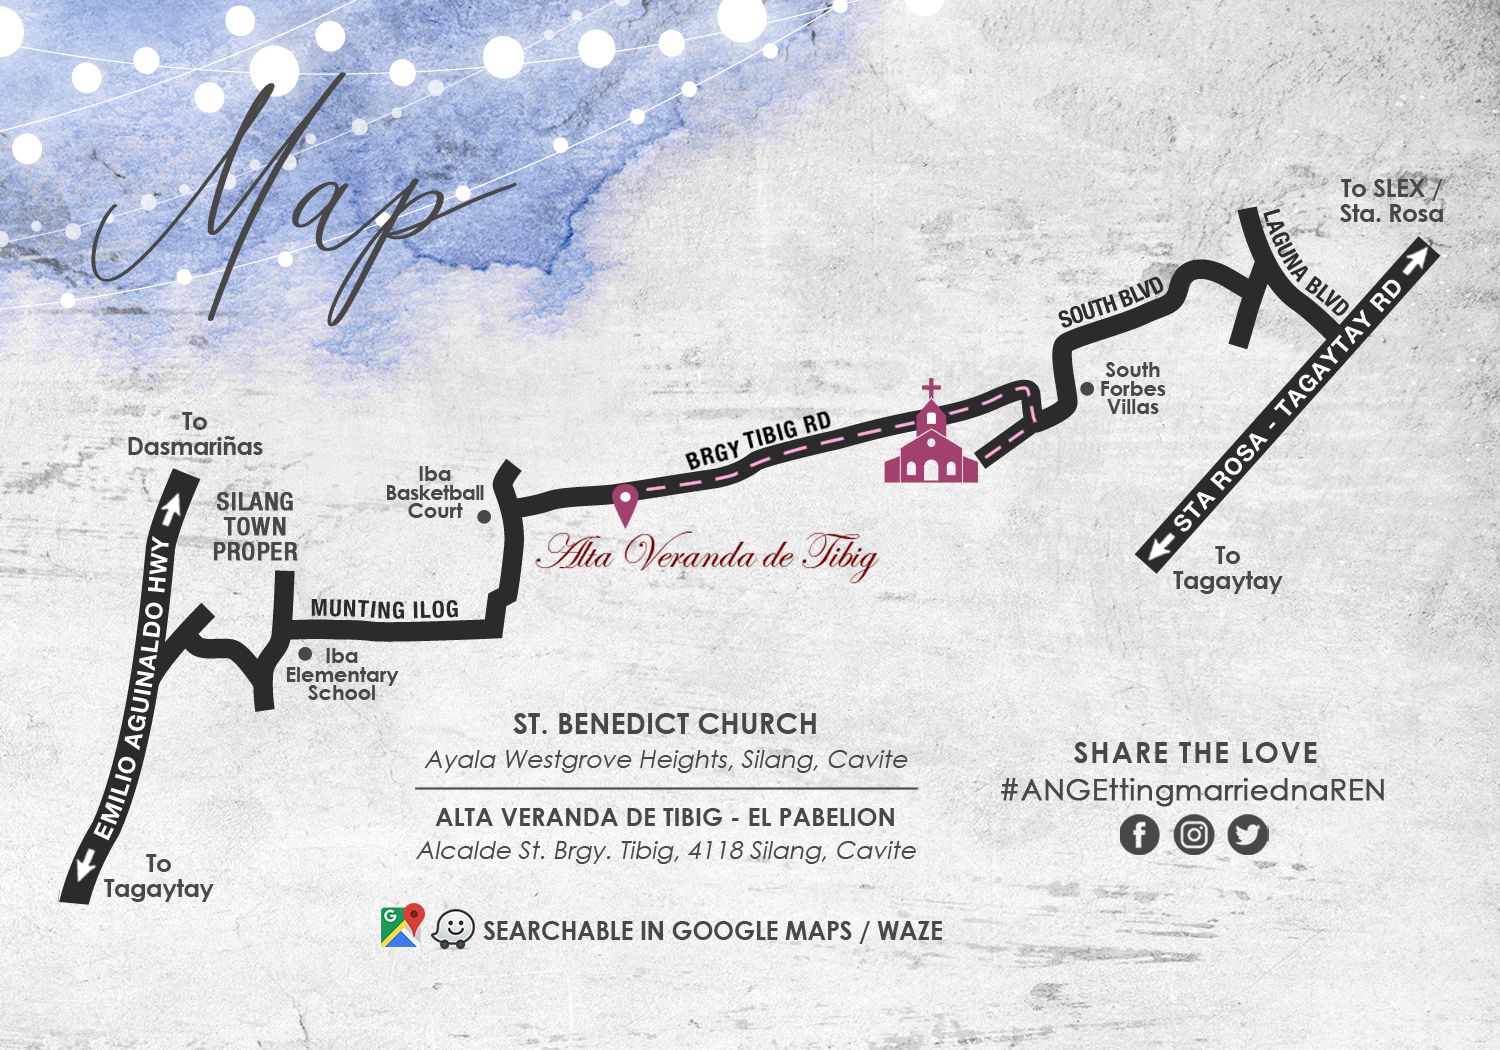 Map
To SLEX /
Sta. Rosa
LAGUNA BLVD
SOUTH BLVD
STA ROSA - TAGAYTAY RD
South
Forbes
Villas
To
Tagaytay
To
Dasmariñas
SILANG
TOWN
PROPER
Iba
Basketball
Court
BRGY TIBIG RD
Alta Veranda de Tibig
EMILIO AGUINALDO HWY
MUNTING ILOG
Iba
Elementary
School
To
Tagaytay
ST. BENEDICT CHURCH
Ayala Westgrove Heights, Silang, Cavite
ALTA VERANDA DE TIBIG - EL PABELION
Alcalde St. Brgy. Tibig, 4118 Silang, Cavite
G
SEARCHABLE IN GOOGLE MAPS / WAZE
SHARE THE LOVE
#ANGEttingmarriednaREN